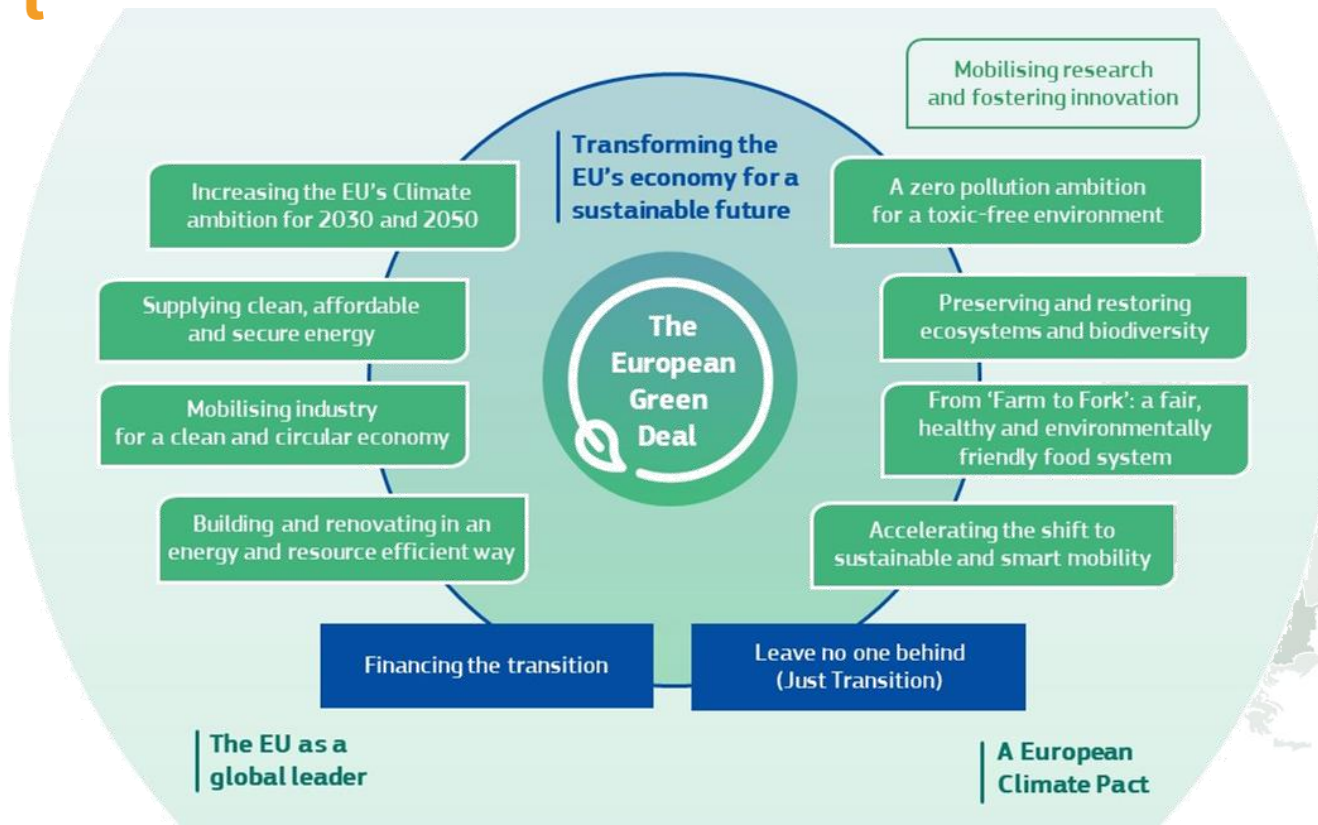 t
Mobilising research
and fostering innovation
Transforming the
EU's economy for a
sustainable future
Increasing the EU's Climate
ambition for 2030 and 2050
A zero pollution ambition
for a toxic-free environment
Supplying clean, affordable
and secure energy
Preserving and restoring
ecosystems and biodiversity
The
European
Green
Deal
Mobilising industry
for a clean and circular economy
From ‘Farm to Fork’: a fair,
healthy and environmentally
friendly food system
Building and renovating in an
energy and resource efficient way
Accelerating the shift to
sustainable and smart mobility
Financing the transition
Leave no one behind
(Just Transition)
The EU as a
global leader
A European
Climate Pact